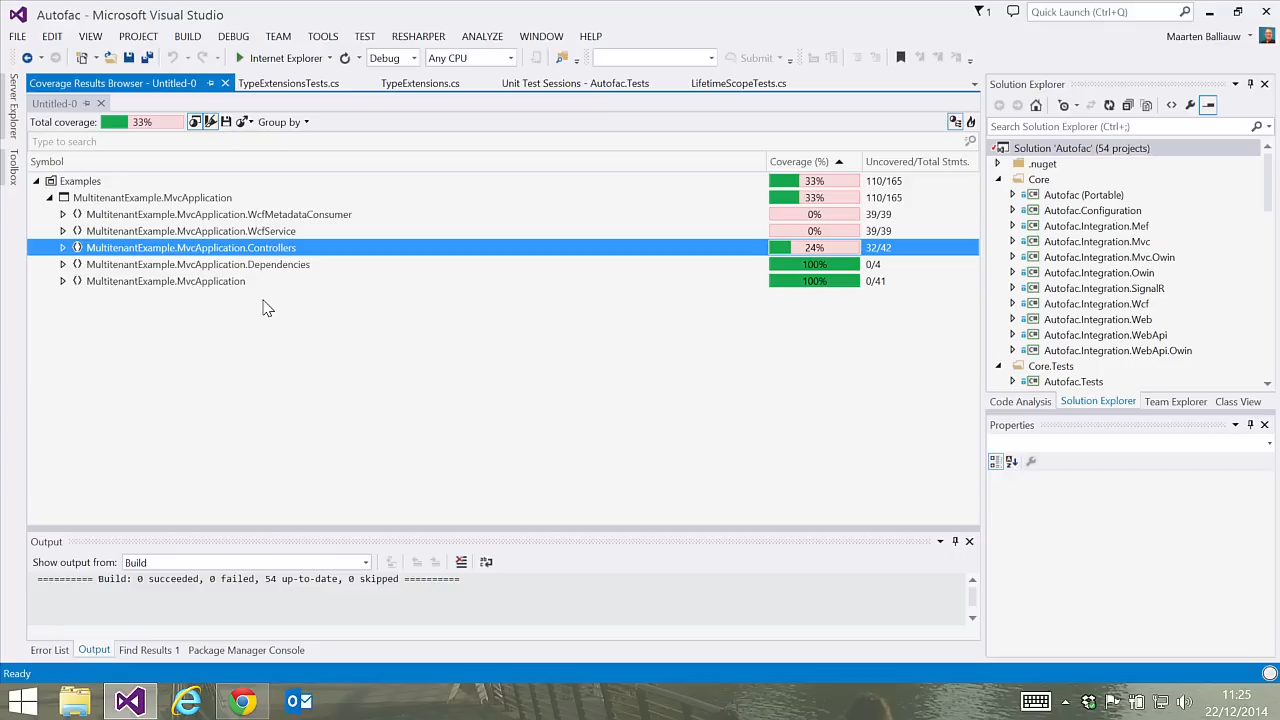 Autofac - Microsoft Visual Studio
1
Quick Launch (Ctrl+Q)
FILE EDIT VIEW PROJECT BUILD DEBUG TEAM TOOLS TEST RESHARPER ANALYZE WINDOW HELP
Maarten Balliauw
Internet Explorer Debug Any CPU Submit
Server Explorer
Toolbox
Coverage Results Browser - Untitled-0 TypeExtensionsTests.cs TypeExtensions.cs Unit Test Sessions - Autofac.Tests LifetimeScopeTests.cs
Untitled-0
Total coverage: 33% Group by
Type to search
Symbol Coverage (%) Uncovered/Total Stmts.
Examples 33% 110/165
MultitenantExample.MvcApplication 33% 110/165
MultitenantExample.MvcApplication.WcfMetadataConsumer 0% 39/39
MultitenantExample.MvcApplication.WcfService 0% 39/39
MultitenantExample.MvcApplication.Controllers 24% 32/42
MultitenantExample.MvcApplication.Dependencies 100% 0/4
MultitenantExample.MvcApplication 100% 0/41
Solution Explorer
Search Solution Explorer (Ctrl+;)
Solution 'Autofac' (54 projects)
.nuget
Core
Autofac (Portable)
Autofac.Configuration
Autofac.Integration.Mef
Autofac.Integration.Mvc
Autofac.Integration.Mvc.Owin
Autofac.Integration.Owin
Autofac.Integration.SignalR
Autofac.Integration.Wcf
Autofac.Integration.Web
Autofac.Integration.WebApi
Autofac.Integration.WebApi.Owin
Core.Tests
Autofac.Tests
Code Analysis Solution Explorer Team Explorer Class View
Properties
Output
Show output from: Build
========== Build: 0 succeeded, 0 failed, 54 up-to-date, 0 skipped ==========
Error List Output Find Results 1 Package Manager Console
Ready
11:25
22/12/2014